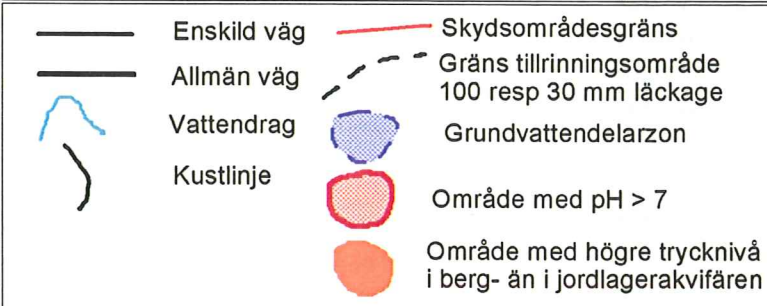 Enskild väg
Allmän väg
Vattendrag
Kustlinje
Skydsområdesgräns
Gräns tillrinningsområde
100 resp 30 mm läckage
Grundvattendelarzon
Område med pH > 7
Område med högre trycknivå
i berg- än i jordlagerakvifären